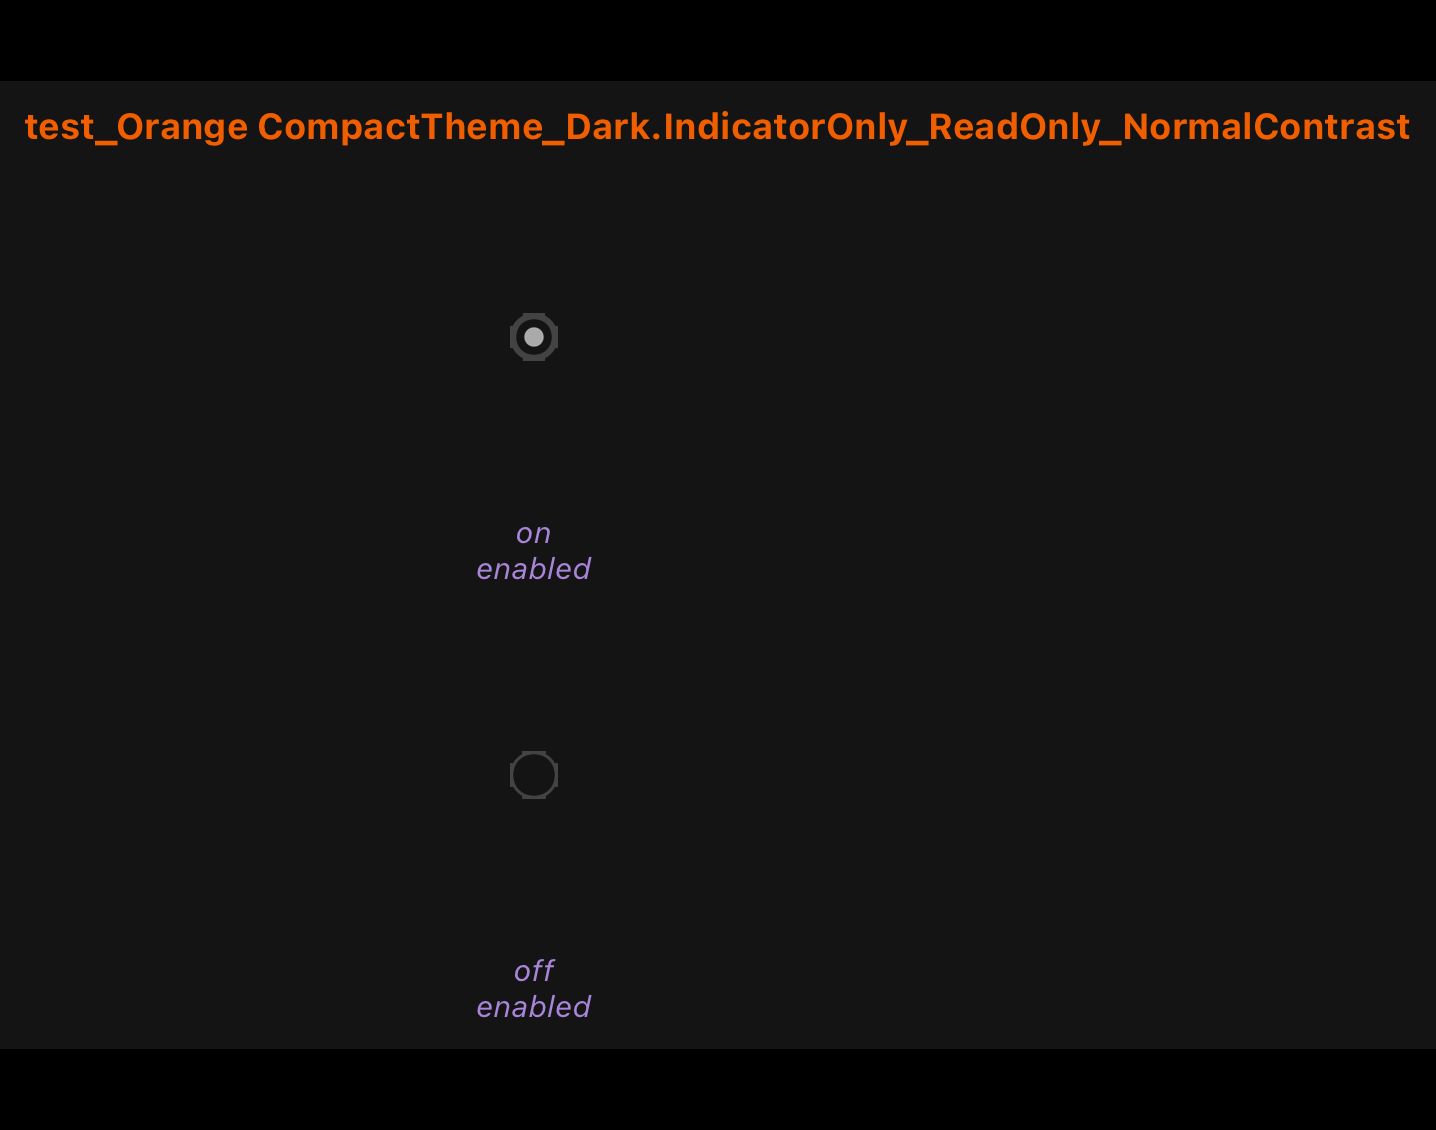 test_Orange CompactTheme_Dark.IndicatorOnly_ReadOnly_NormalContrast
on
enabled
off
enabled